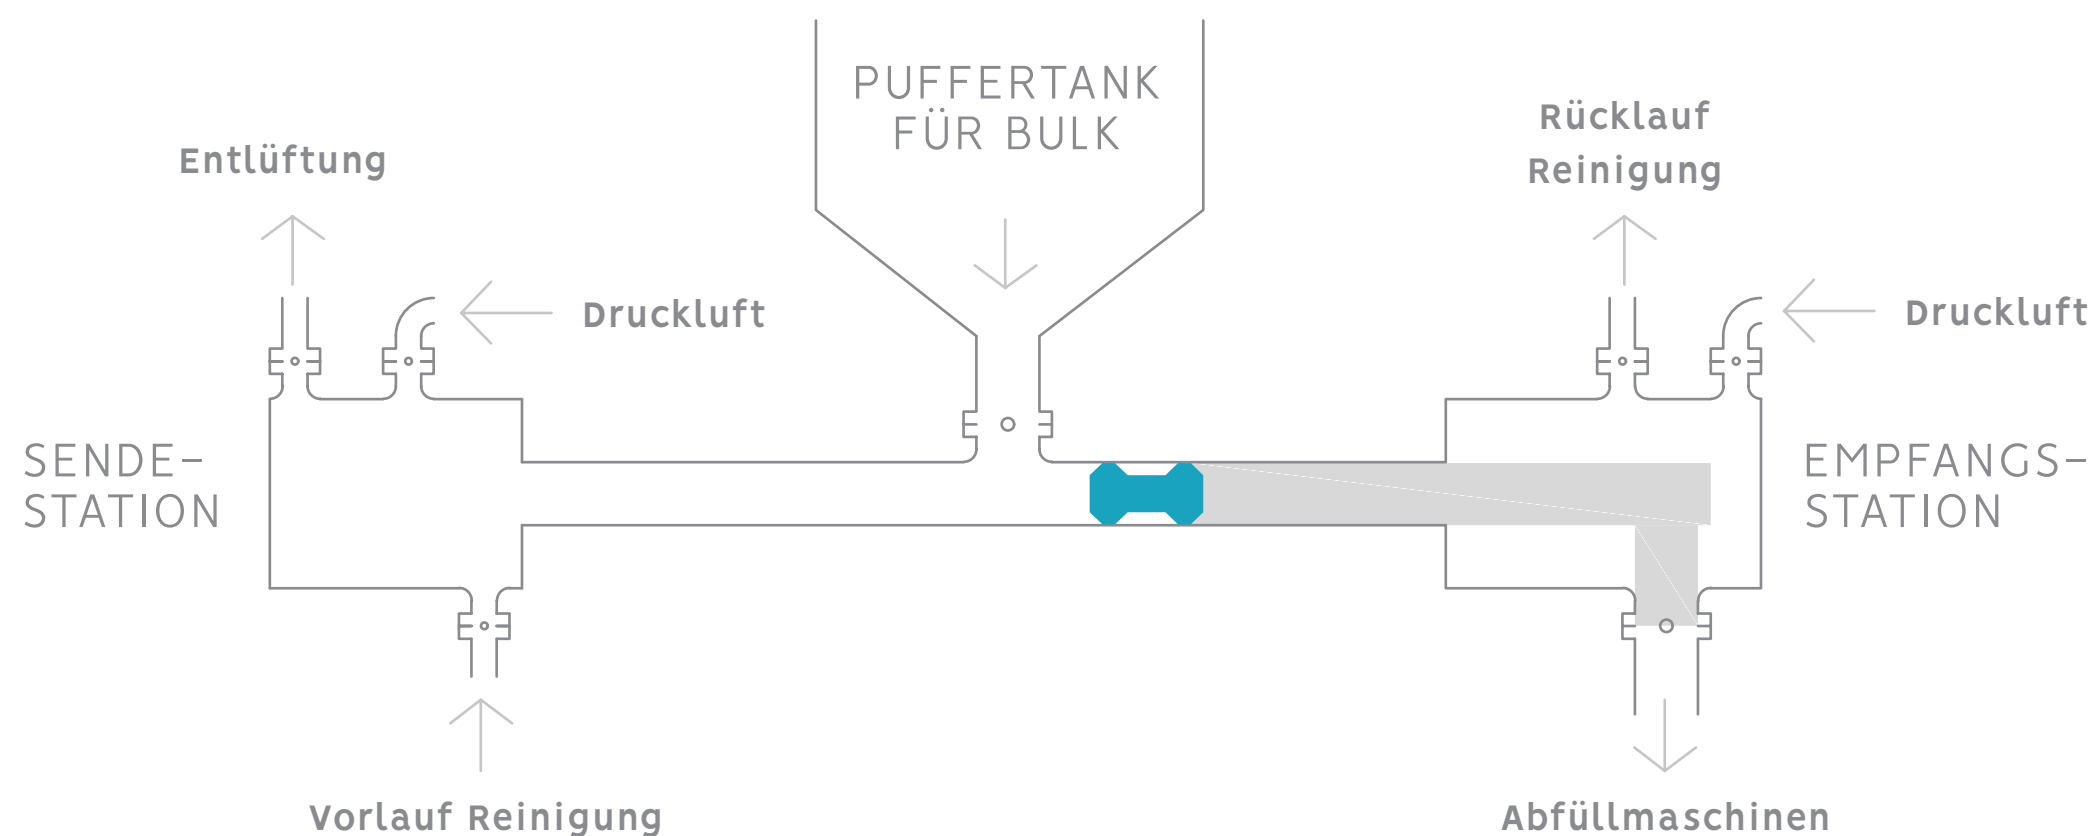 PUFFERTANK
FÜR BULK
Rücklauf
Reinigung
Entlüftung
Druckluft
Druckluft
SENDE–
STATION
EMPFANGS–
STATION
Vorlauf Reinigung
Abfüllmaschinen